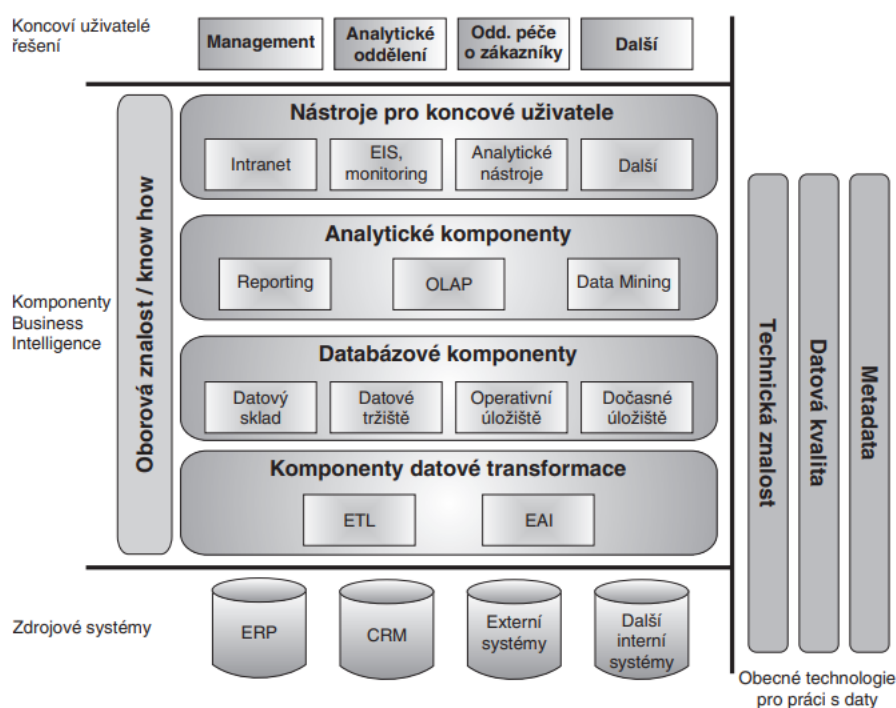 Koncoví uživatelé
řešení
Management
Analytické
oddělení
Odd. péče
o zákazníky
Další
Nástroje pro koncové uživatele
Intranet
EIS,
monitoring
Analytické
nástroje
Další
Oborová znalost / know how
Komponenty
Business
Intelligence
Analytické komponenty
Reporting
OLAP
Data Mining
Databázové komponenty
Datový
sklad
Datové
tržiště
Operativní
úložiště
Dočasné
úložiště
Komponenty datové transformace
ETL
EAI
Zdrojové systémy
ERP
CRM
Externí
systémy
Další
interní
systémy
Technická znalost
Datová kvalita
Metadata
Obecné technologie
pro práci s daty